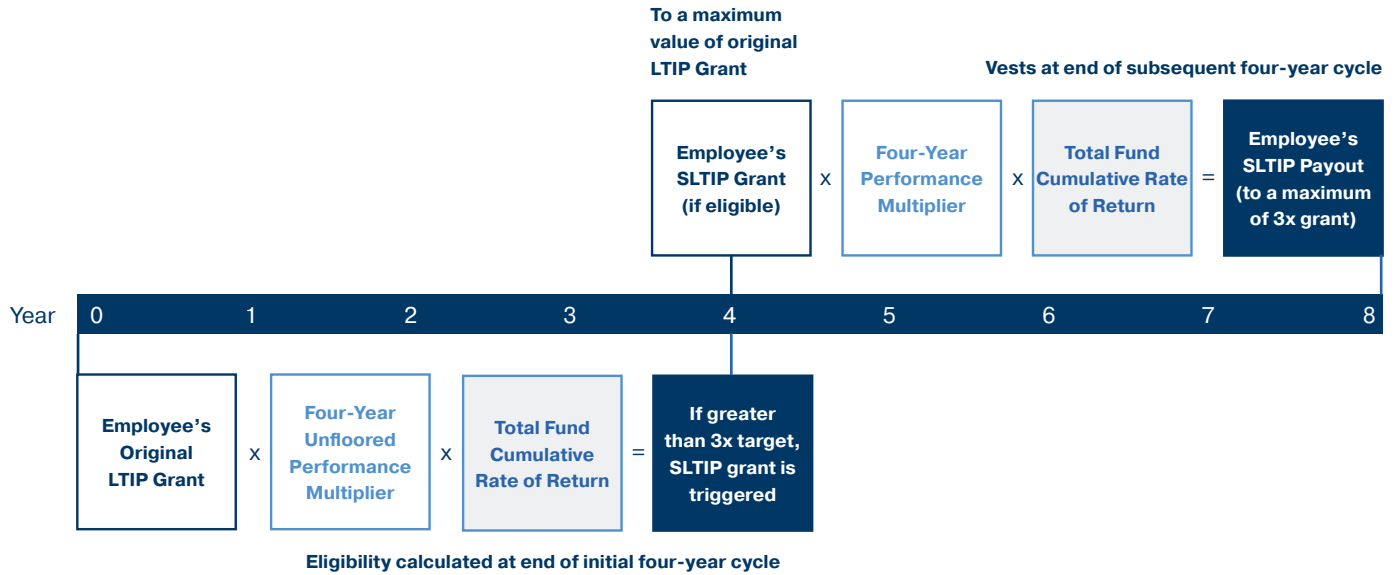 To a maximum
value of original
LTIP Grant
Vests at end of subsequent four-year cycle
Employee's
SLTIP Grant
(if eligible)
x
Four-Year
Performance
Multiplier
x
Total Fund
Cumulative Rate
of Return
=
Employee's
SLTIP Payout
(to a maximum
of 3x grant)
Year 0 1 2 3 4 5 6 7 8
Employee's
Original
LTIP Grant
x
Four-Year
Unfloored
Performance
Multiplier
x
Total Fund
Cumulative
Rate of Return
=
If greater
than 3x target,
SLTIP grant is
triggered
Eligibility calculated at end of initial four-year cycle